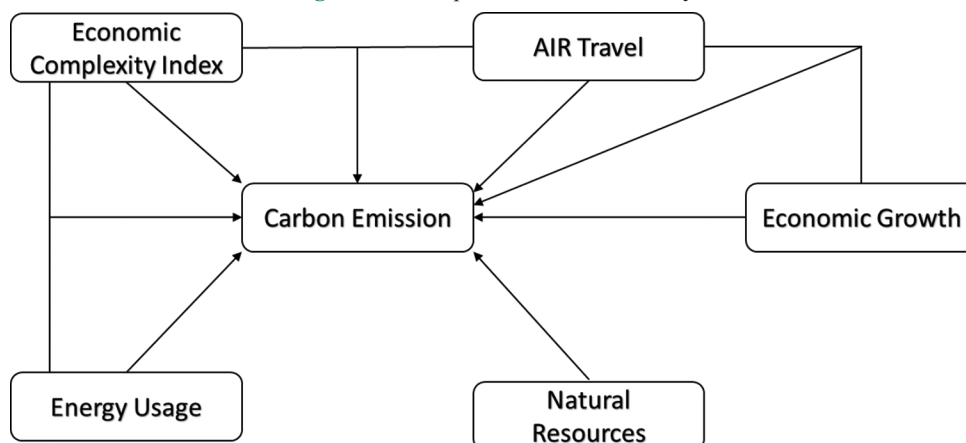 Economic
Complexity Index
AIR Travel
Carbon Emission
Economic Growth
Energy Usage
Natural
Resources